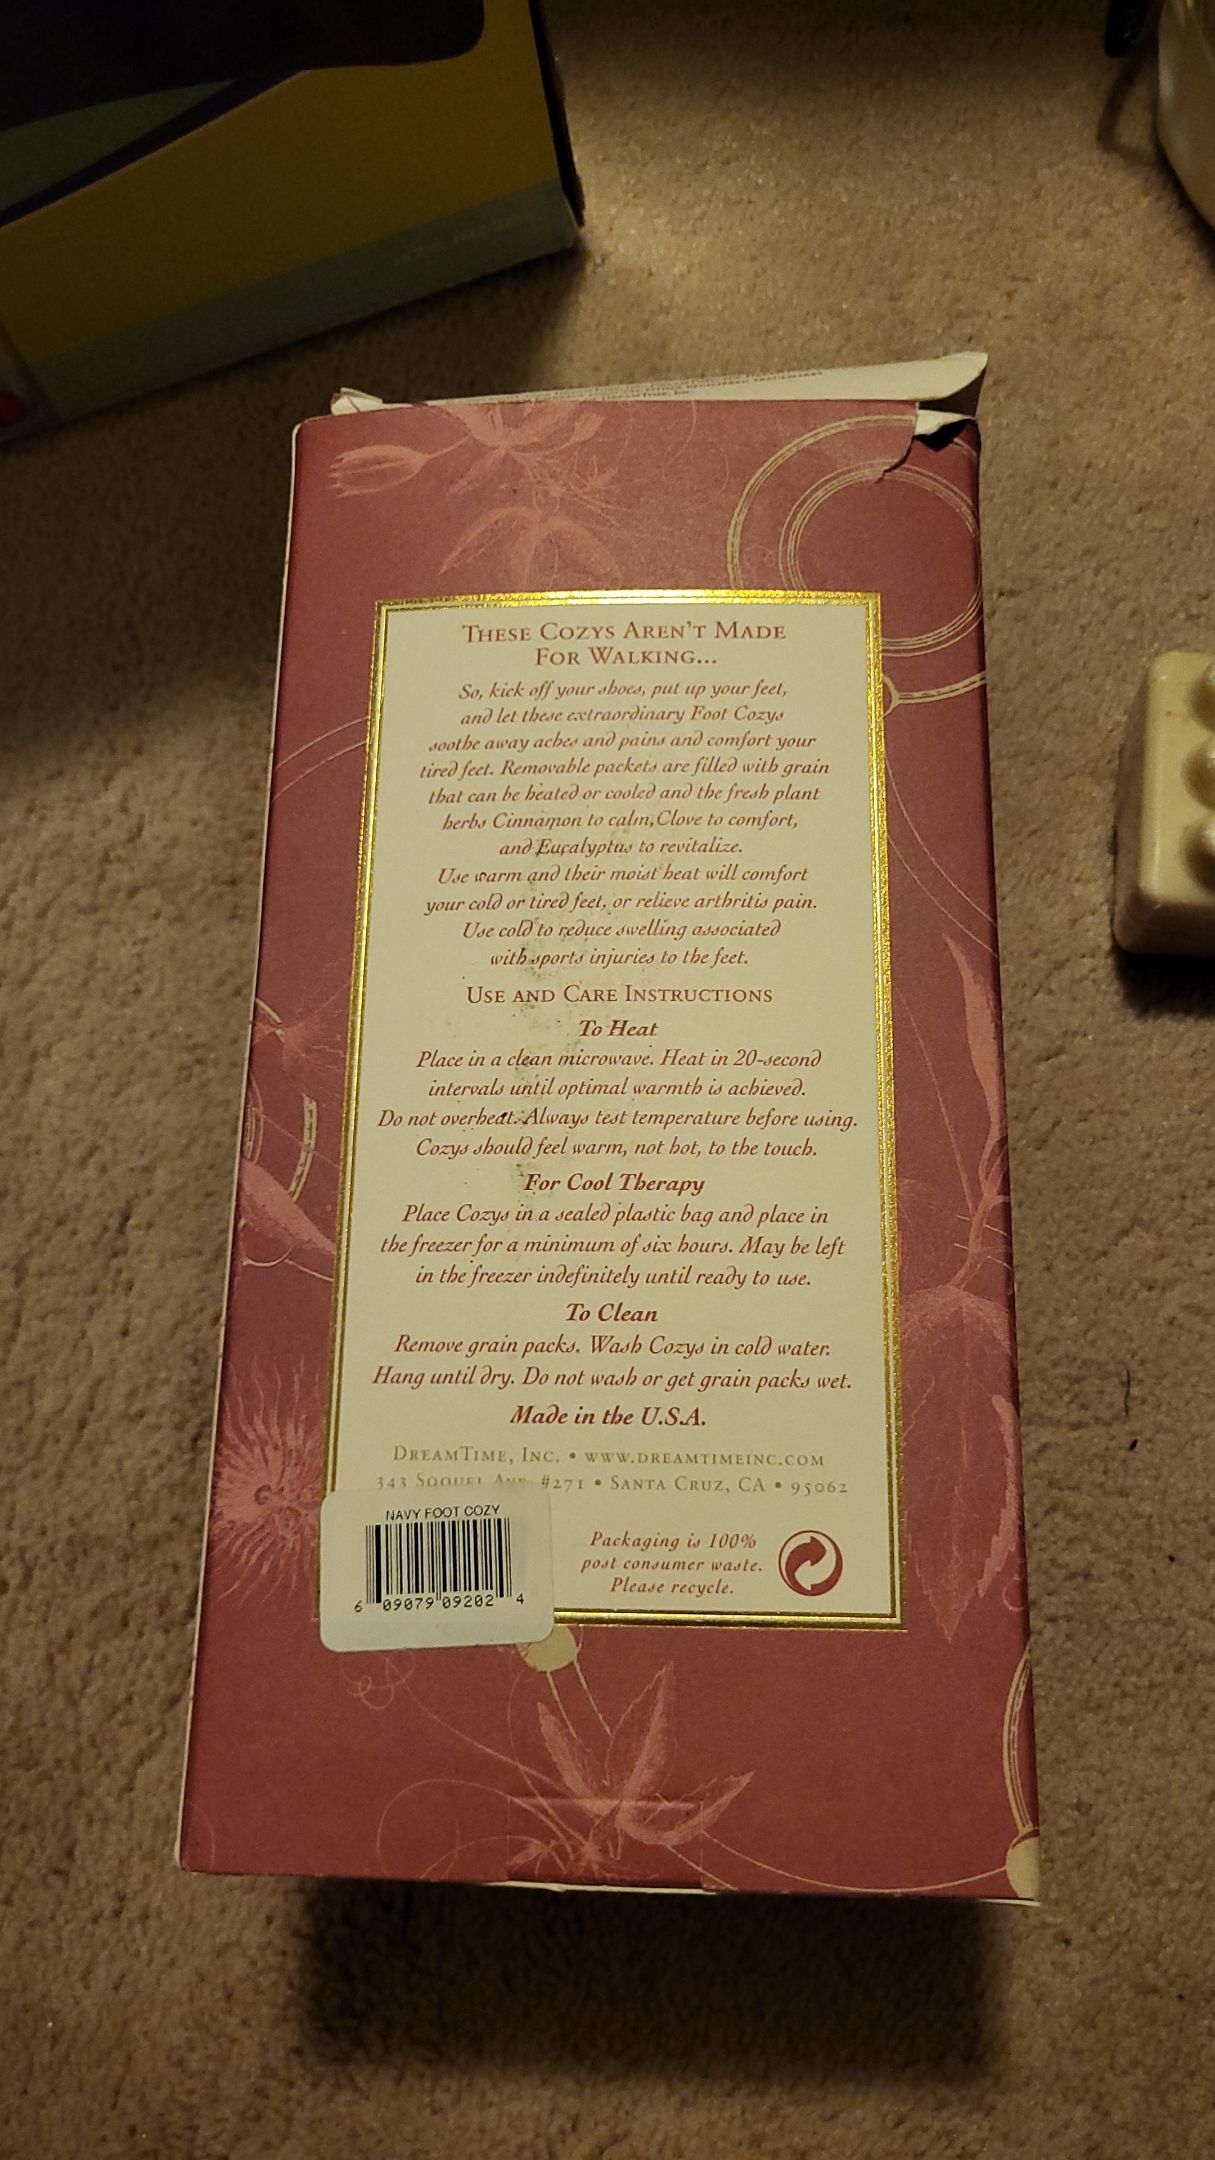 THESE COZYS AREN'T MADE
FOR WALKING...
So, kick off your shoes, put up your feet,
and let these extraordinary Foot Cozys
soothe away aches and pains and comfort your
tired feet. Removable packets are filled with grain
that can be heated or cooled and the fresh plant
herbs Cinnamon to calm, Clove to comfort,
and Eucalyptus to revitalize.
Use warm and their moist heat will comfort
your cold or tired feet, or relieve arthritis pain.
Use cold to reduce swelling associated
with sports injuries to the feet.
USE AND CARE INSTRUCTIONS
To Heat
Place in a clean microwave. Heat in 20-second
intervals until optimal warmth is achieved.
Do not overheat. Always test temperature before using.
Cozys should feel warm, not hot, to the touch.
For Cool Therapy
Place Cozys in a sealed plastic bag and place in
the freezer for a minimum of six hours. May be left
in the freezer indefinitely until ready to use.
To Clean
Remove grain packs. Wash Cozys in cold water.
Hang until dry. Do not wash or get grain packs wet.
Made in the U.S.A.
DREAMTIME, INC. • WWW.DREAMTIMEINC.COM
343 SOQUEL AVE. #271 • SANTA CRUZ, CA • 95062
NAVY FOOT COZY
6 09079 09202 4
Packaging is 100%
post consumer waste.
Please recycle.